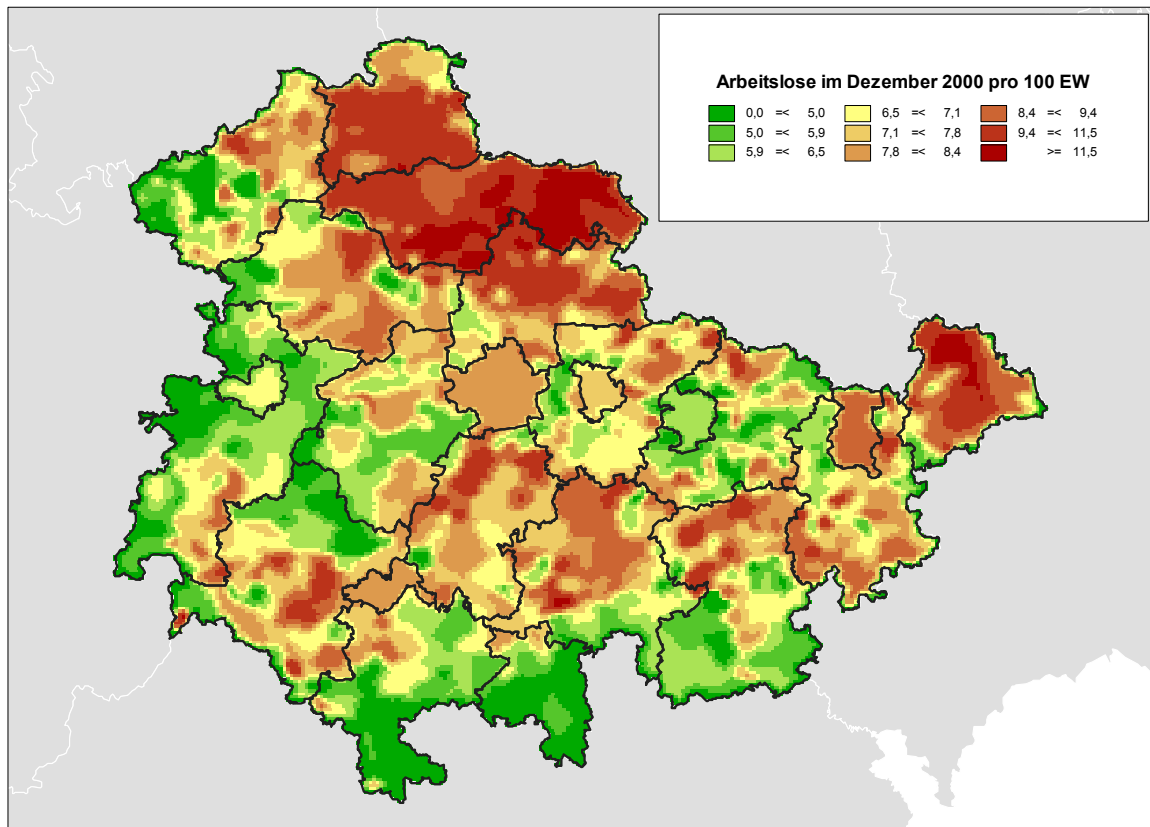 Arbeitslose im Dezember 2000 pro 100 EW
0,0 =< 5,0 6,5 =< 7,1 8,4 =< 9,4
5,0 =< 5,9 7,1 =< 7,8 9,4 =< 11,5
5,9 =< 6,5 7,8 =< 8,4 >= 11,5